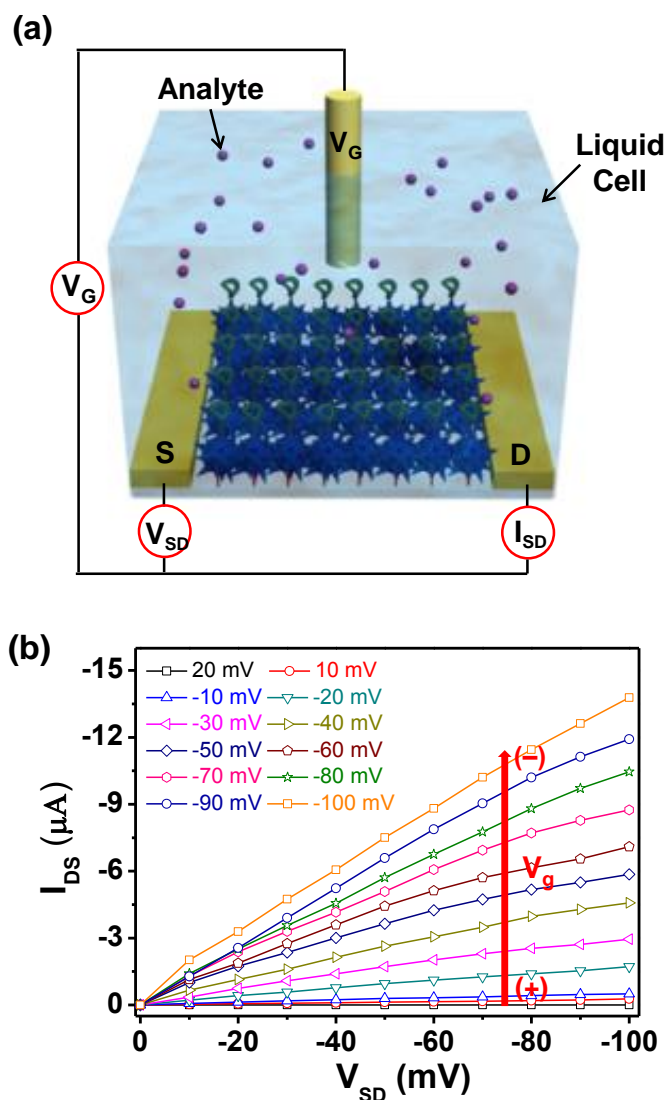 (a)
Analyte
V_G
Liquid
Cell
V_G
S
D
V_SD
I_SD
(b)
-15
-12
-9
-6
-3
0
I_DS (μA)
20 mV 10 mV
-10 mV -20 mV
-30 mV -40 mV
-50 mV -60 mV
-70 mV -80 mV
-90 mV -100 mV
(−)
V_g
(+)
0 -20 -40 -60 -80 -100
V_SD (mV)